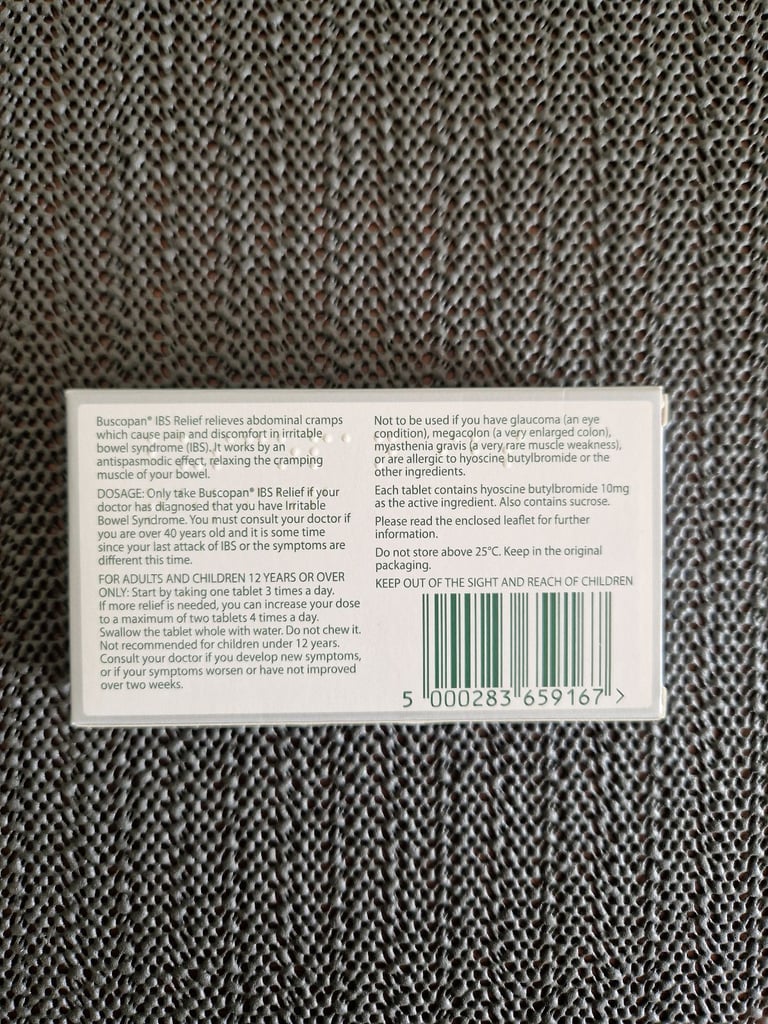 Buscopan® IBS Relief relieves abdominal cramps
which cause pain and discomfort in irritable
bowel syndrome (IBS). It works by an
antispasmodic effect, relaxing the cramping
muscle of your bowel.
DOSAGE: Only take Buscopan® IBS Relief if your
doctor has diagnosed that you have Irritable
Bowel Syndrome. You must consult your doctor if
you are over 40 years old and it is some time
since your last attack of IBS or the symptoms are
different this time.
FOR ADULTS AND CHILDREN 12 YEARS OR OVER
ONLY: Start by taking one tablet 3 times a day.
If more relief is needed, you can increase your dose
to a maximum of two tablets 4 times a day.
Swallow the tablet whole with water. Do not chew it.
Not recommended for children under 12 years.
Consult your doctor if you develop new symptoms,
or if your symptoms worsen or have not improved
over two weeks.
Not to be used if you have glaucoma (an eye
condition), megacolon (a very enlarged colon),
myasthenia gravis (a very rare muscle weakness),
or are allergic to hyoscine butylbromide or the
other ingredients.
Each tablet contains hyoscine butylbromide 10mg
as the active ingredient. Also contains sucrose.
Please read the enclosed leaflet for further
information.
Do not store above 25°C. Keep in the original
packaging.
KEEP OUT OF THE SIGHT AND REACH OF CHILDREN
5 000283 659167 >